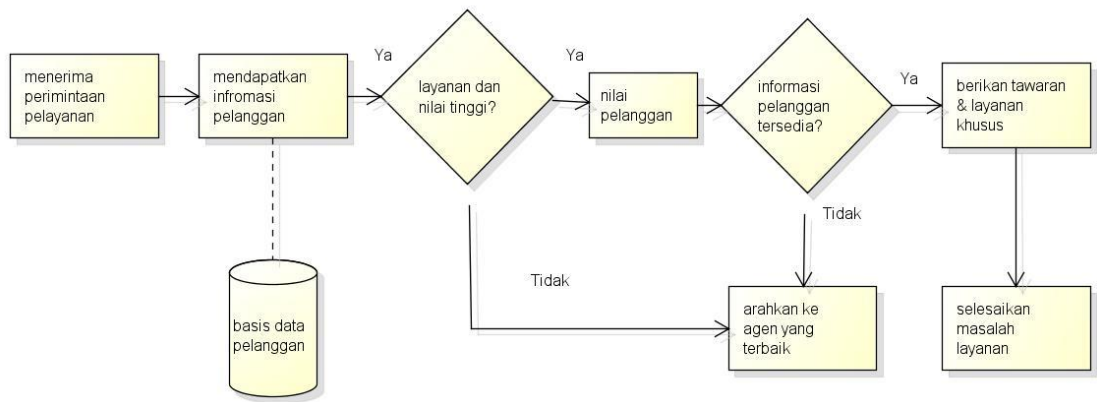 menerima
perimintaan
pelayanan
mendapatkan
infromasi
pelanggan
Ya
layanan dan
nilai tinggi?
Ya
nilai
pelanggan
informasi
pelanggan
tersedia?
Ya
berikan tawaran
& layanan
khusus
Tidak
Tidak
basis data
pelanggan
arahkan ke
agen yang
terbaik
selesaikan
masalah
layanan